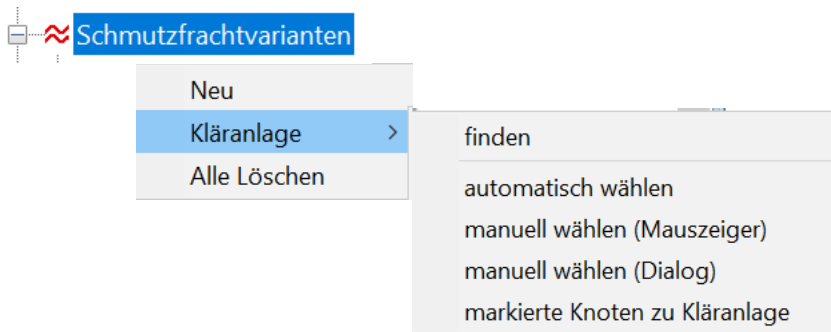 Schmutzfrachtvarianten
Neu
Kläranlage
Alle Löschen
finden
automatisch wählen
manuell wählen (Mauszeiger)
manuell wählen (Dialog)
markierte Knoten zu Kläranlage